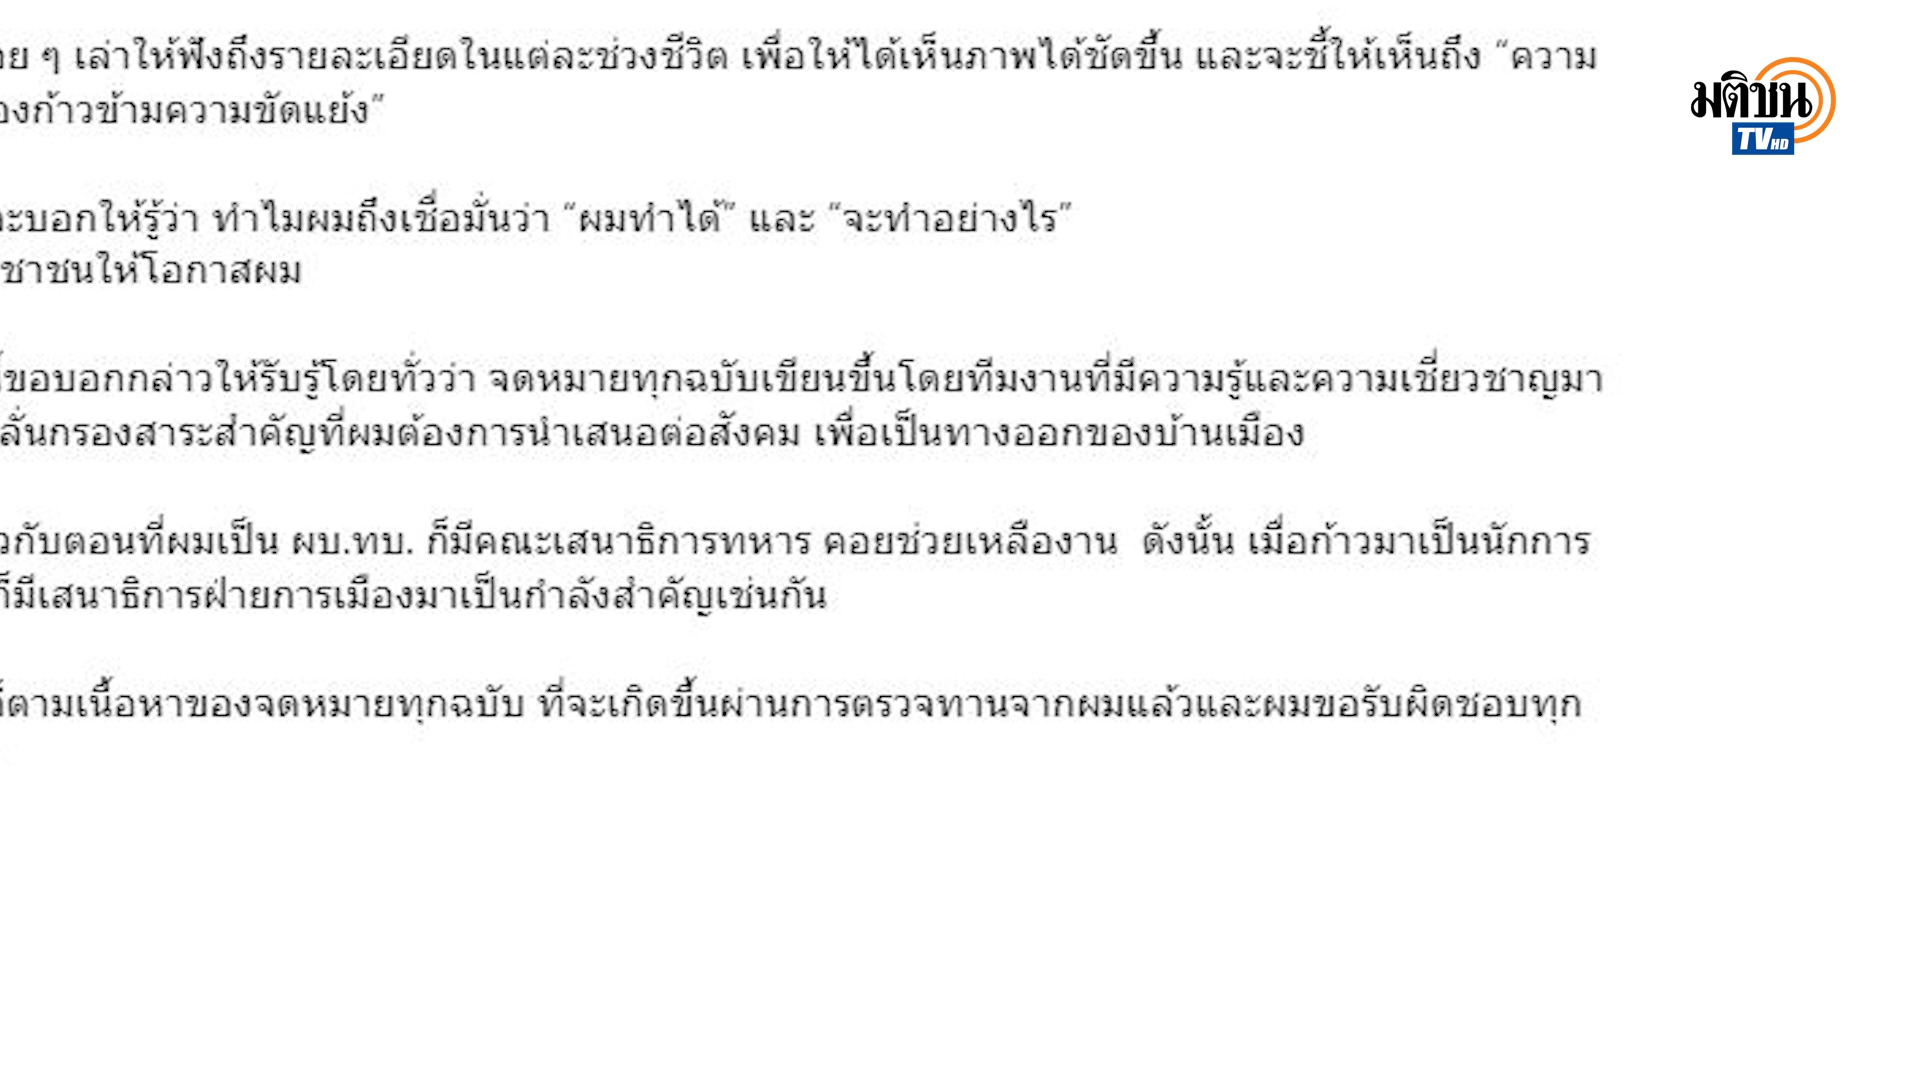 ๆ เล่าให้ฟังถึงรายละเอียดในแต่ละช่วงชีวิต เพื่อให้ได้เห็นภาพได้ชัดขึ้น และจะชี้ให้เห็นถึง “ความ
องก้าวข้ามความขัดแย้ง”
ะบอกให้รู้ว่า ทำไมผมถึงเชื่อมั่นว่า “ผมทำได้” และ “จะทำอย่างไร”
ชาชนให้โอกาสผม
ขอบอกกล่าวให้รับรู้โดยทั่วว่า จดหมายทุกฉบับเขียนขึ้นโดยทีมงานที่มีความรู้และความเชี่ยวชาญมา
ลั่นกรองสาระสำคัญที่ผมต้องการนำเสนอต่อสังคม เพื่อเป็นทางออกของบ้านเมือง
วกับตอนที่ผมเป็น ผบ.ทบ. ก็มีคณะเสนาธิการทหาร คอยช่วยเหลืองาน ดังนั้น เมื่อก้าวมาเป็นนักการ
ก็มีเสนาธิการฝ่ายการเมืองมาเป็นกำลังสำคัญเช่นกัน
ก็ตามเนื้อหาของจดหมายทุกฉบับ ที่จะเกิดขึ้นผ่านการตรวจทานจากผมแล้วและผมขอรับผิดชอบทุก
มติชน
TV HD